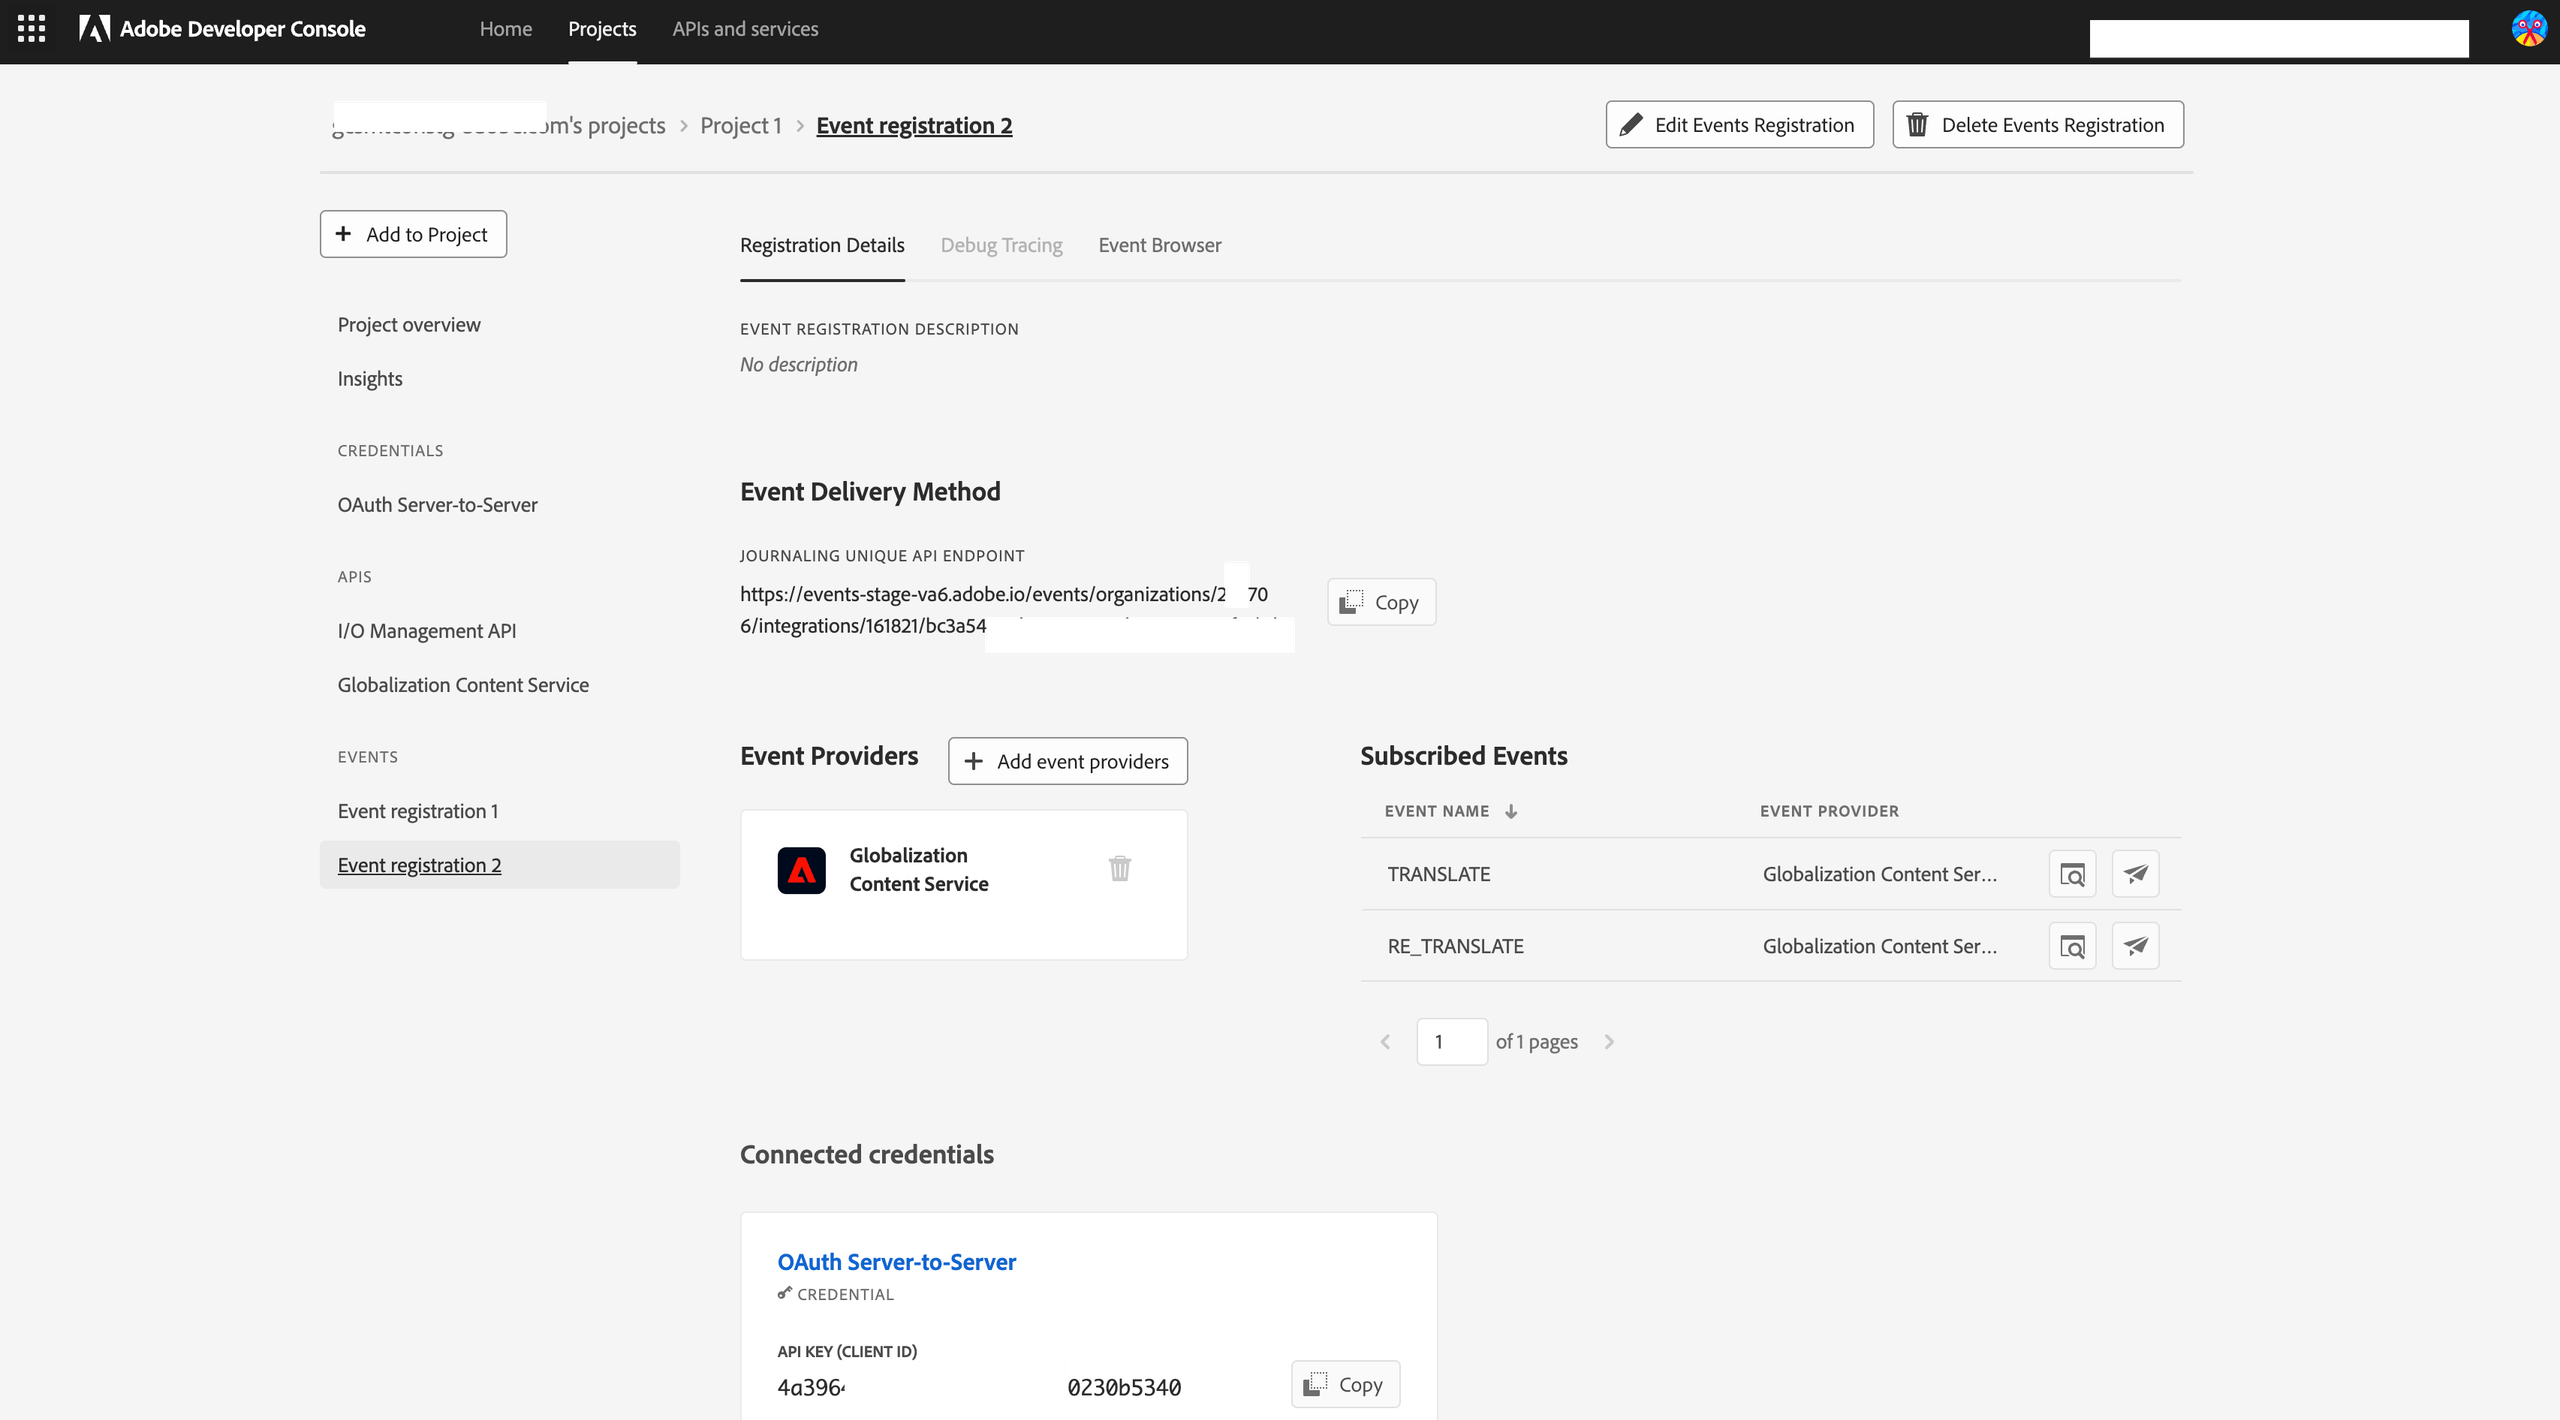 Adobe Developer Console
Home
Projects
APIs and services
's projects
Project 1
Event registration 2
Edit Events Registration
Delete Events Registration
Add to Project
Registration Details
Debug Tracing
Event Browser
Project overview
Insights
CREDENTIALS
OAuth Server-to-Server
APIS
I/O Management API
Globalization Content Service
EVENTS
Event registration 1
Event registration 2
EVENT REGISTRATION DESCRIPTION
No description
Event Delivery Method
JOURNALING UNIQUE API ENDPOINT
https://events-stage-va6.adobe.io/events/organizations/2 70
6/integrations/161821/bc3a54
Copy
Event Providers
Add event providers
Globalization
Content Service
Subscribed Events
EVENT NAME
EVENT PROVIDER
TRANSLATE
Globalization Content Ser...
RE_TRANSLATE
Globalization Content Ser...
1
of 1 pages
Connected credentials
OAuth Server-to-Server
CREDENTIAL
API KEY (CLIENT ID)
4a396 0230b5340
Copy